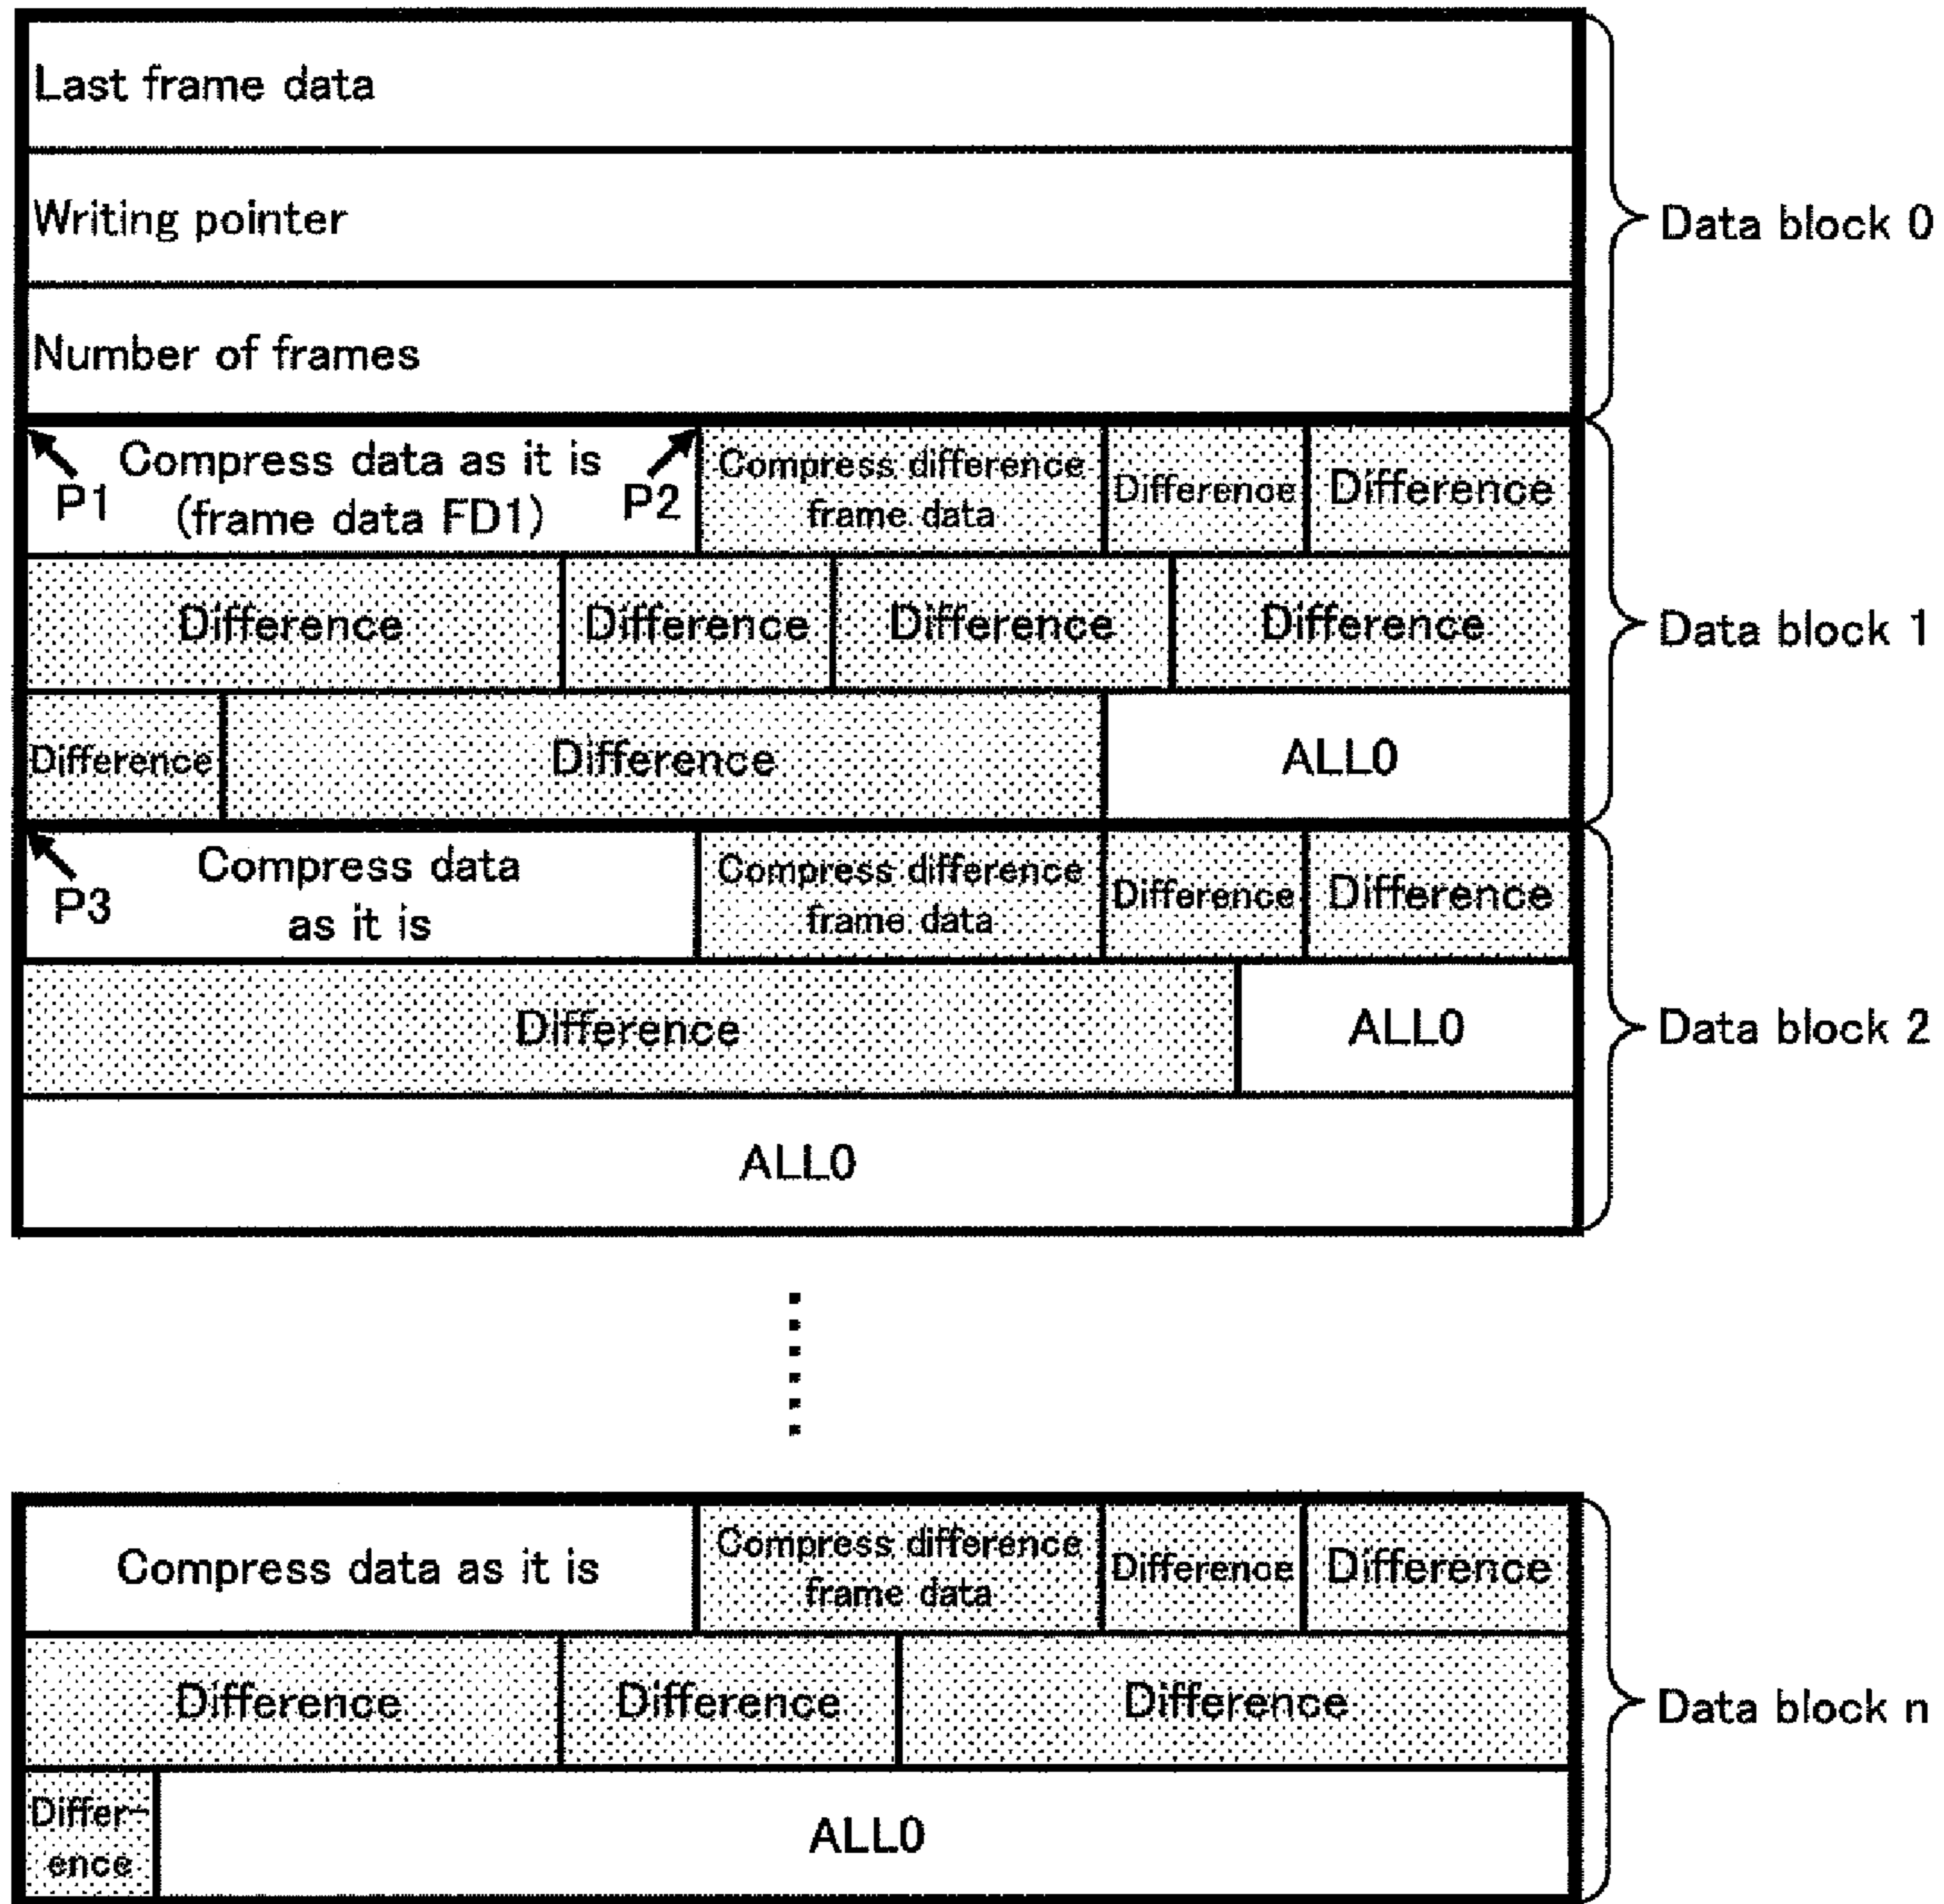 Last frame data
Writing pointer
Number of frames
Data block 0
Compress data as it is
(frame data FD1)
P1
P2
Compress difference
frame data
Difference
Difference
Difference
Difference
Difference
Difference
Data block 1
Difference
Difference
ALL0
P3
Compress data
as it is
Compress difference
frame data
Difference
Difference
Difference
ALL0
Data block 2
ALL0
Compress data as it is
Compress difference
frame data
Difference
Difference
Difference
Difference
Difference
Data block n
Differ-
ence
ALL0